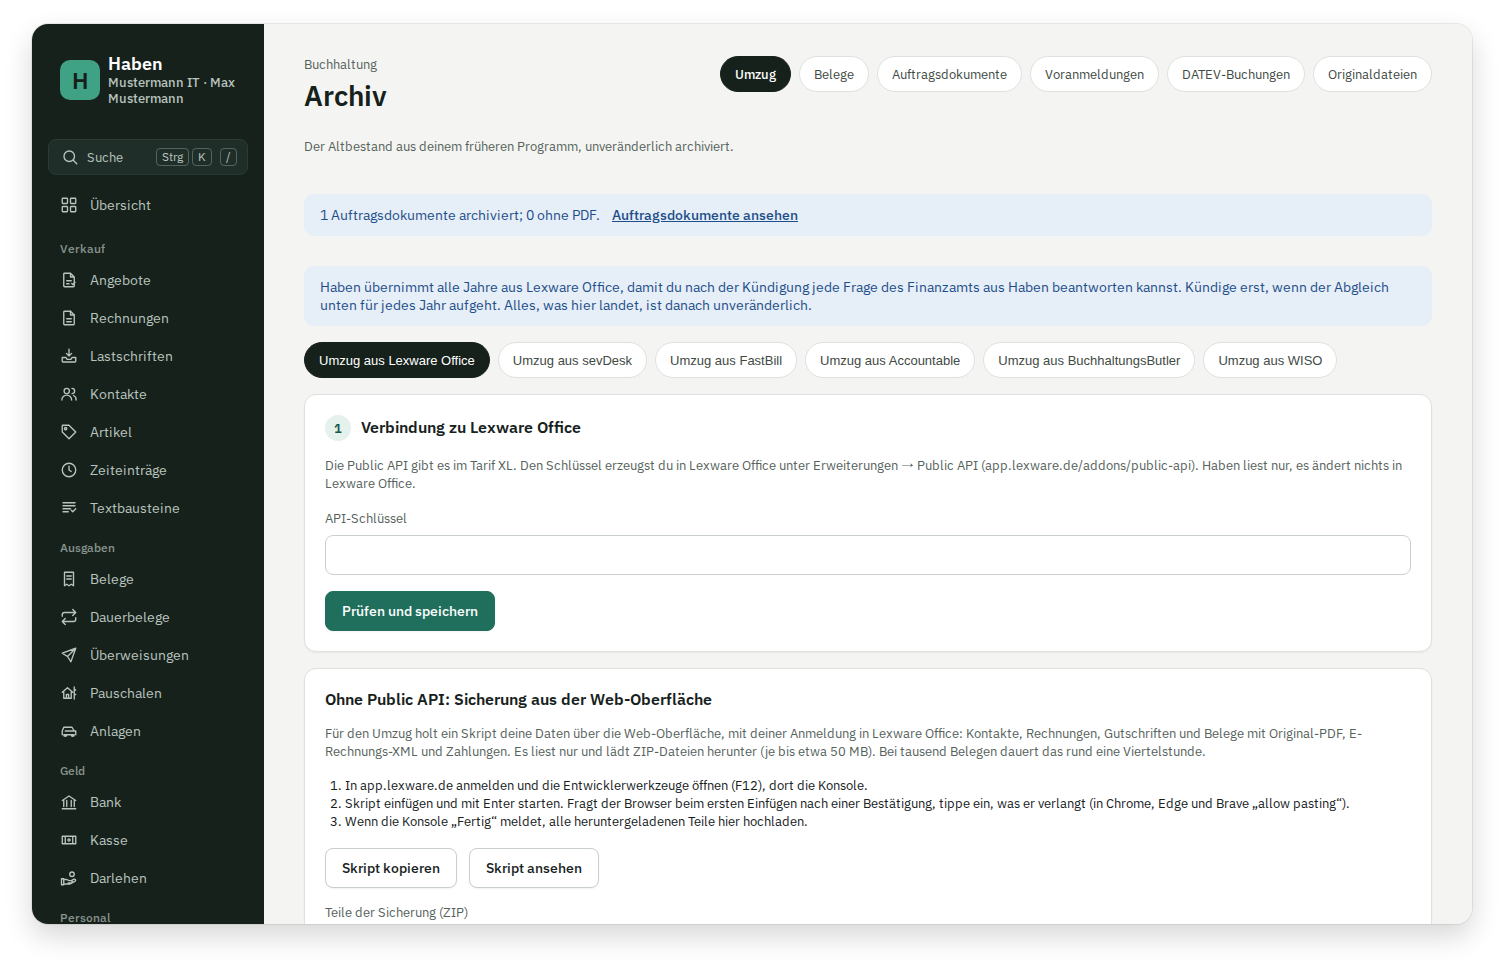 H
Haben
Mustermann IT · Max
Mustermann
Suche
Strg K /
Übersicht
Verkauf
Angebote
Rechnungen
Lastschriften
Kontakte
Artikel
Zeiteinträge
Textbausteine
Ausgaben
Belege
Dauerbelege
Überweisungen
Pauschalen
Anlagen
Geld
Bank
Kasse
Darlehen
Personal
Buchhaltung
Archiv
Umzug
Belege
Auftragsdokumente
Voranmeldungen
DATEV-Buchungen
Originaldateien
Der Altbestand aus deinem früheren Programm, unveränderlich archiviert.
1 Auftragsdokumente archiviert; 0 ohne PDF. Auftragsdokumente ansehen
Haben übernimmt alle Jahre aus Lexware Office, damit du nach der Kündigung jede Frage des Finanzamts aus Haben beantworten kannst. Kündige erst, wenn der Abgleich
unten für jedes Jahr aufgeht. Alles, was hier landet, ist danach unveränderlich.
Umzug aus Lexware Office
Umzug aus sevDesk
Umzug aus FastBill
Umzug aus Accountable
Umzug aus BuchhaltungsButler
Umzug aus WISO
1 Verbindung zu Lexware Office
Die Public API gibt es im Tarif XL. Den Schlüssel erzeugst du in Lexware Office unter Erweiterungen → Public API (app.lexware.de/addons/public-api). Haben liest nur, es ändert nichts in
Lexware Office.
API-Schlüssel
Prüfen und speichern
Ohne Public API: Sicherung aus der Web-Oberfläche
Für den Umzug holt ein Skript deine Daten über die Web-Oberfläche, mit deiner Anmeldung in Lexware Office: Kontakte, Rechnungen, Gutschriften und Belege mit Original-PDF, E-
Rechnungs-XML und Zahlungen. Es liest nur und lädt ZIP-Dateien herunter (je bis etwa 50 MB). Bei tausend Belegen dauert das rund eine Viertelstunde.
1. In app.lexware.de anmelden und die Entwicklerwerkzeuge öffnen (F12), dort die Konsole.
2. Skript einfügen und mit Enter starten. Fragt der Browser beim ersten Einfügen nach einer Bestätigung, tippe ein, was er verlangt (in Chrome, Edge und Brave „allow pasting“).
3. Wenn die Konsole „Fertig“ meldet, alle heruntergeladenen Teile hier hochladen.
Skript kopieren
Skript ansehen
Teile der Sicherung (ZIP)